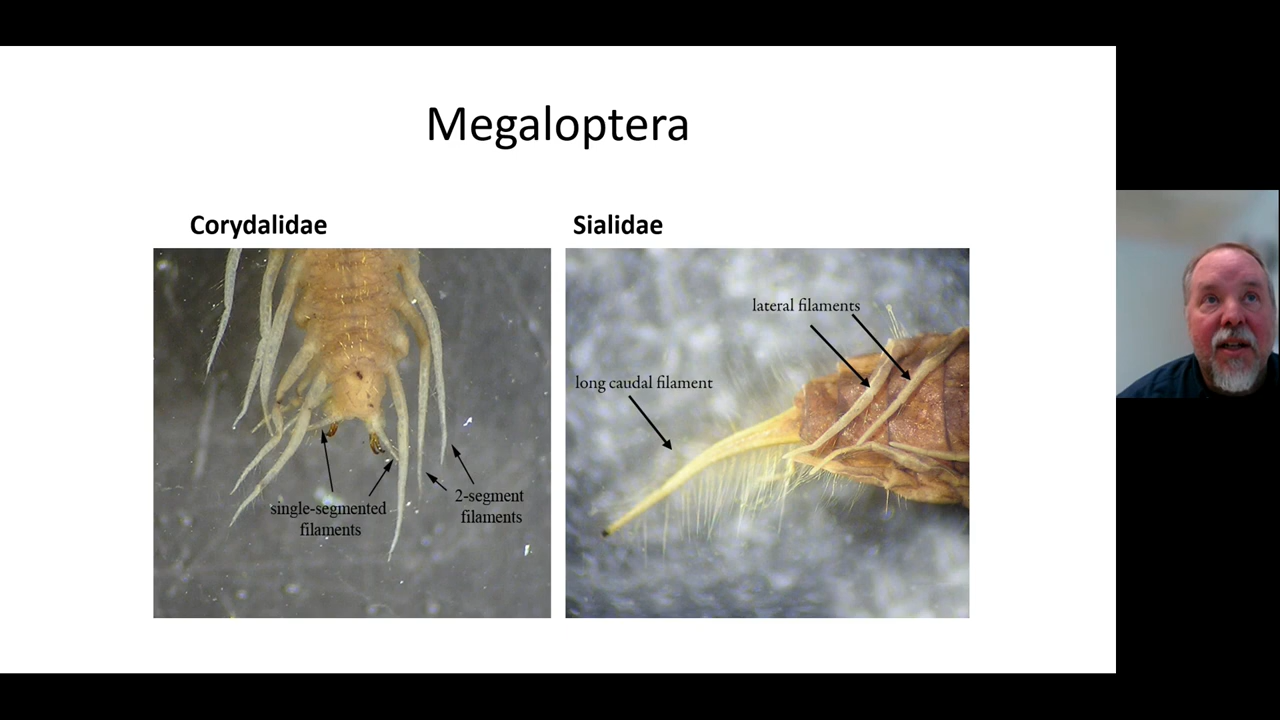 Megaloptera
Corydalidae
Sialidae
single-segmented
filaments
2-segment
filaments
lateral filaments
long caudal filament